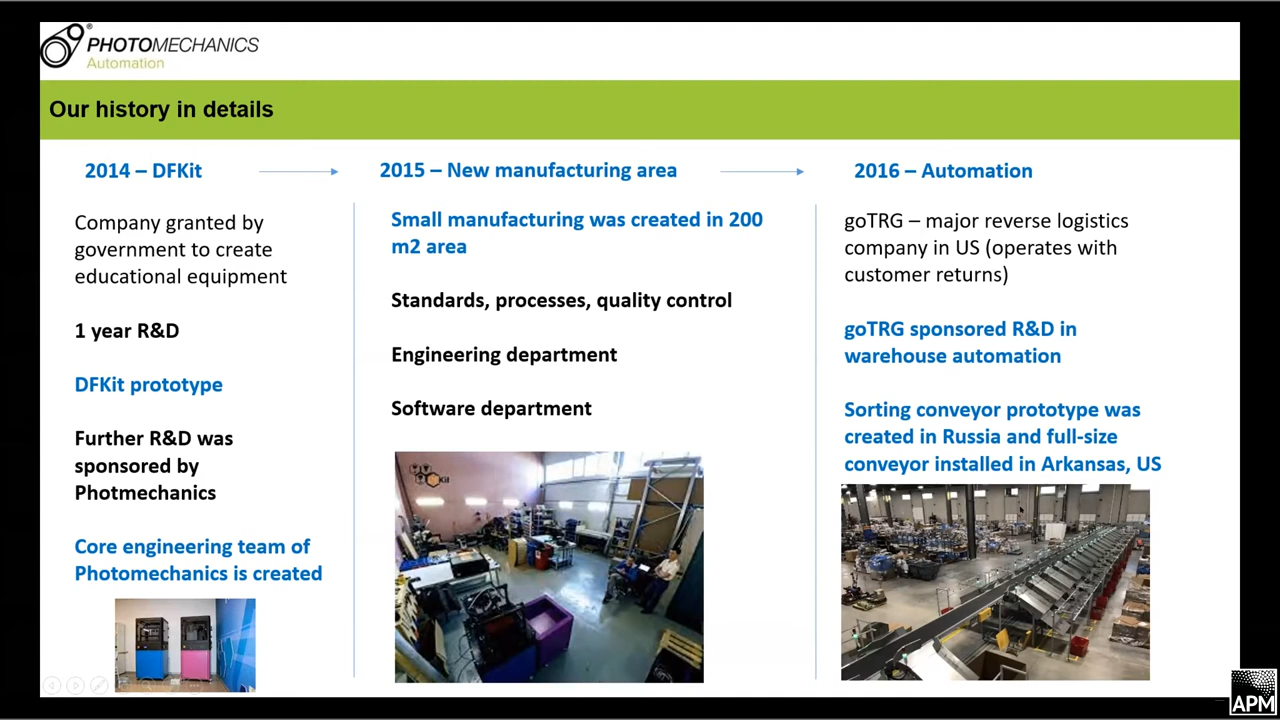 PHOTOMECHANICS
Automation
Our history in details
2014 – DFKit
Company granted by
government to create
educational equipment
1 year R&D
DFKit prototype
Further R&D was
sponsored by
Photmechanics
Core engineering team of
Photomechanics is created
2015 – New manufacturing area
Small manufacturing was created in 200
m2 area
Standards, processes, quality control
Engineering department
Software department
2016 – Automation
goTRG – major reverse logistics
company in US (operates with
customer returns)
goTRG sponsored R&D in
warehouse automation
Sorting conveyor prototype was
created in Russia and full-size
conveyor installed in Arkansas, US
APM